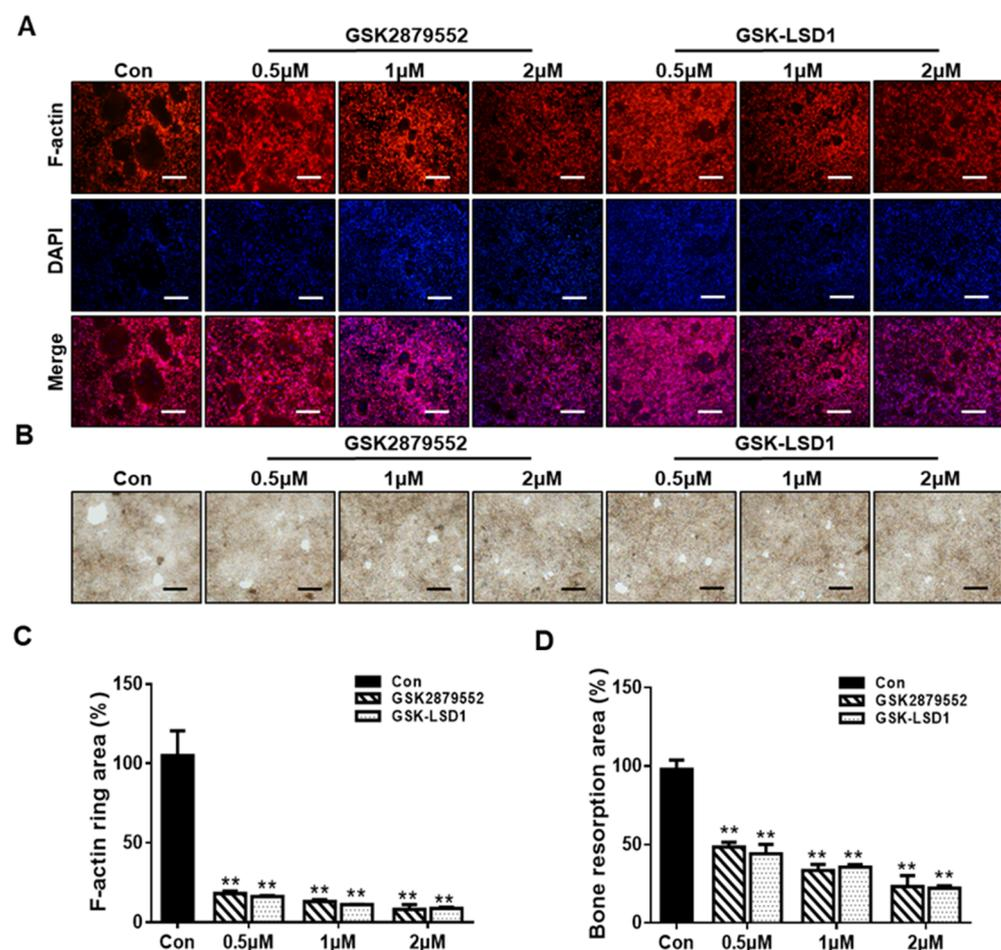 A
GSK2879552 GSK-LSD1
Con 0.5µM 1µM 2µM 0.5µM 1µM 2µM
F-actin
DAPI
Merge
B
GSK2879552 GSK-LSD1
Con 0.5µM 1µM 2µM 0.5µM 1µM 2µM
C
F-actin ring area (%)
150
100
50
0
Con
GSK2879552
GSK-LSD1
** ** ** ** ** **
Con 0.5µM 1µM 2µM
D
Bone resorption area (%)
150
100
50
0
Con
GSK2879552
GSK-LSD1
** ** ** ** ** **
Con 0.5µM 1µM 2µM